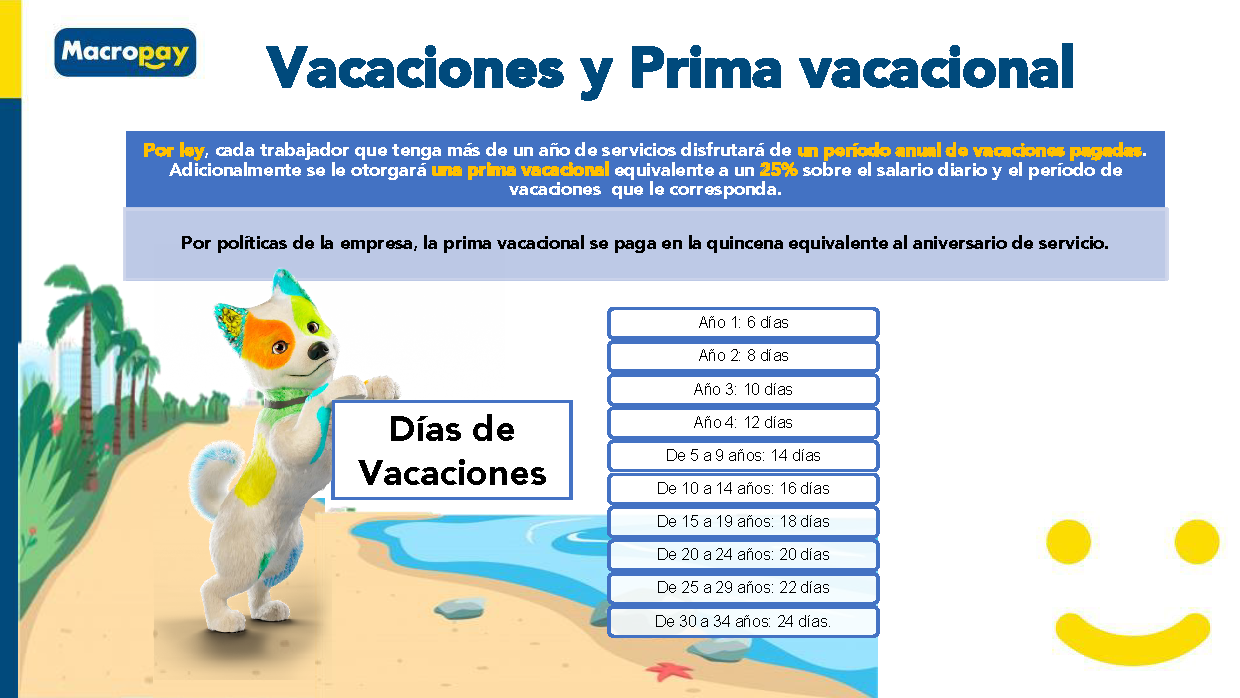 Macropay
Vacaciones y Prima vacacional
Por ley, cada trabajador que tenga más de un año de servicios disfrutará de un período anual de vacaciones pagadas.
Adicionalmente se le otorgará una prima vacacional equivalente a un 25% sobre el salario diario y el período de
vacaciones que le corresponda.
Por políticas de la empresa, la prima vacacional se paga en la quincena equivalente al aniversario de servicio.
Días de
Vacaciones
Año 1: 6 días
Año 2: 8 días
Año 3: 10 días
Año 4: 12 días
De 5 a 9 años: 14 días
De 10 a 14 años: 16 días
De 15 a 19 años: 18 días
De 20 a 24 años: 20 días
De 25 a 29 años: 22 días
De 30 a 34 años: 24 días.